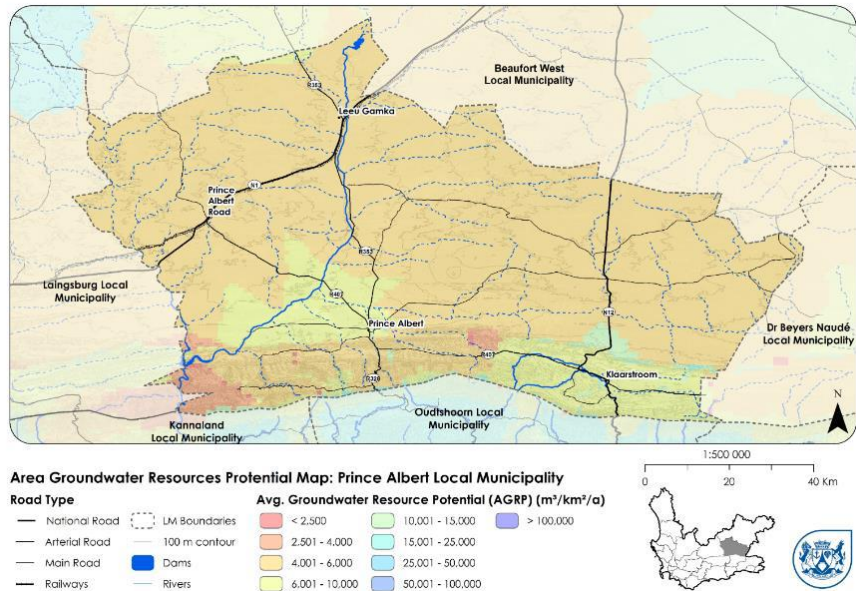 Beaufort West
Local Municipality
R353
Leeu Gamka
Prince
Albert
Road
N1
R353
Laingsburg Local
Municipality
R407
N12
Prince Albert
Dr Beyers Naudé
Local Municipality
R407
Klaarstroom
R328
Oudtshoorn Local
Municipality
Kannaland
Local Municipality
N
1:500 000
0 20 40 Km
Area Groundwater Resources Potential Map: Prince Albert Local Municipality
Road Type
National Road
Arterial Road
Main Road
Railways
LM Boundaries
100 m contour
Dams
Rivers
Avg. Groundwater Resource Potential (AGRP) (m³/km²/a)
< 2,500
2,501 - 4,000
4,001 - 6,000
6,001 - 10,000
10,001 - 15,000
15,001 - 25,000
25,001 - 50,000
50,001 - 100,000
> 100,000